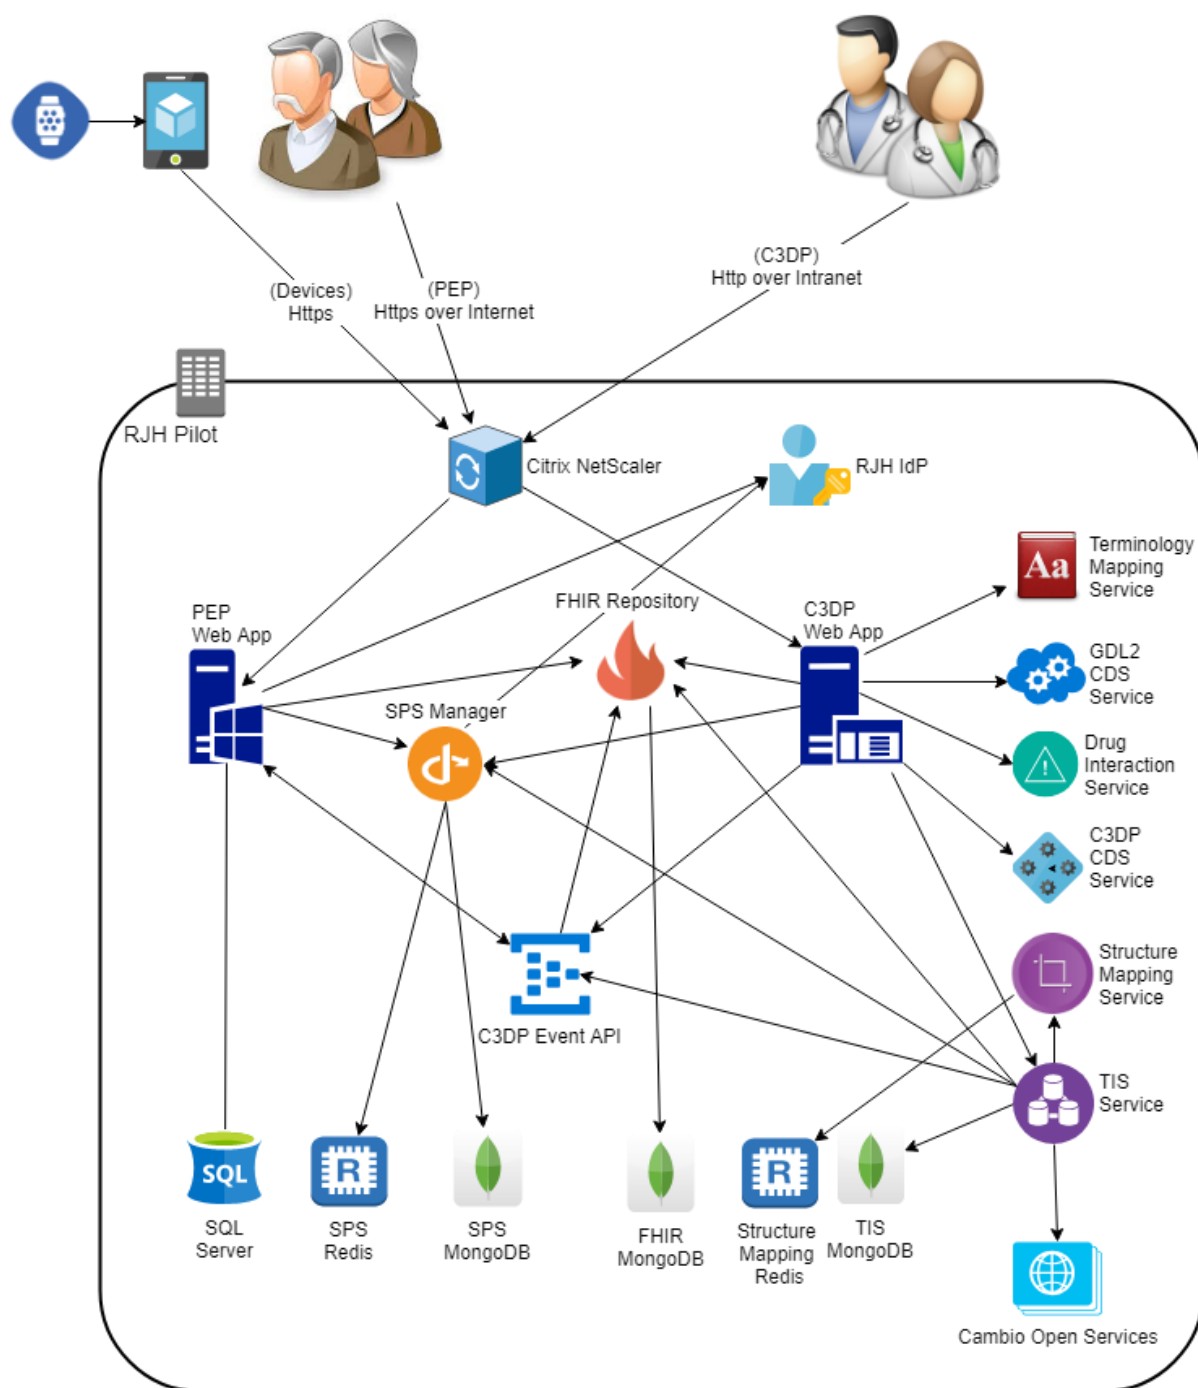 (C3DP)
Http over Intranet
(Devices)
Https
(PEP)
Https over Internet
RJH Pilot
Citrix NetScaler
RJH IdP
Terminology
Mapping
Service
Aa
FHIR Repository
PEP
Web App
C3DP
Web App
GDL2
CDS
Service
SPS Manager
Drug
Interaction
Service
C3DP
CDS
Service
Structure
Mapping
Service
C3DP Event API
TIS
Service
SQL
R
R
SQL
Server
SPS
Redis
SPS
MongoDB
FHIR
MongoDB
Structure
Mapping
Redis
TIS
MongoDB
Cambio Open Services